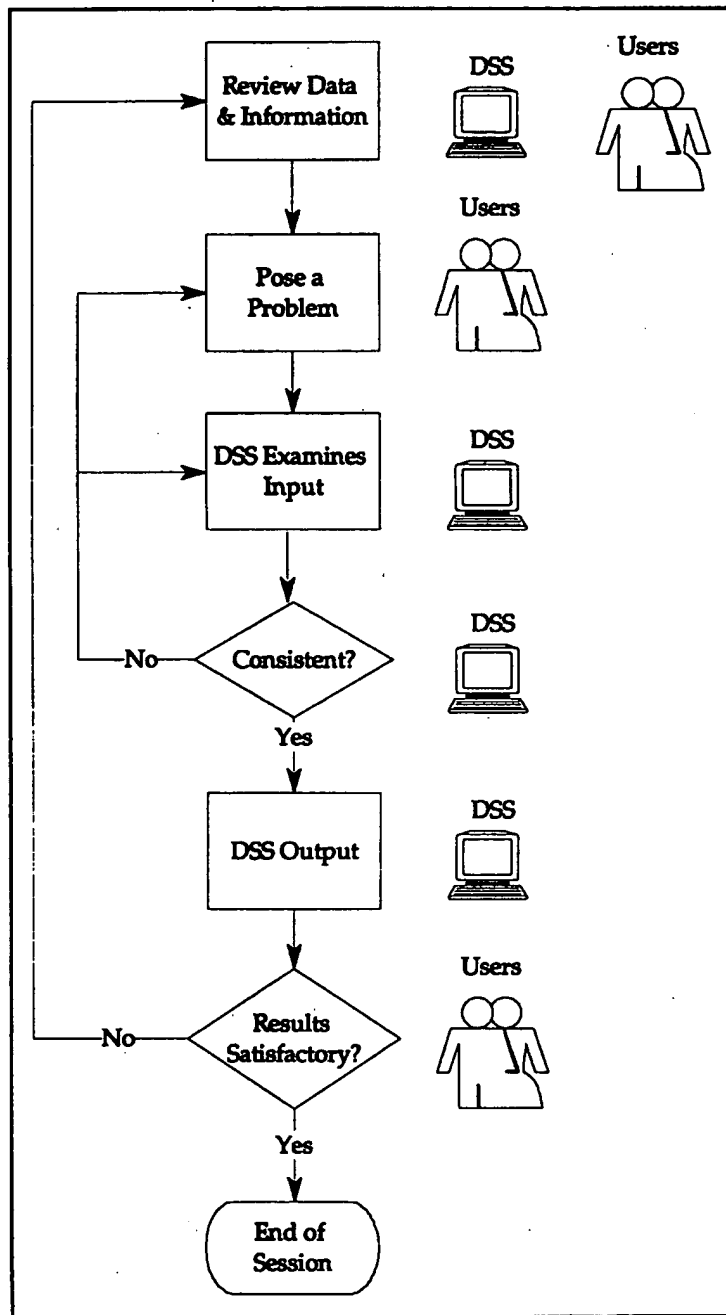 Users
DSS
Review Data
& Information
Users
Pose a
Problem
DSS
DSS Examines
Input
DSS
No
Consistent?
Yes
DSS
DSS Output
Users
No
Results
Satisfactory?
Yes
End of
Session